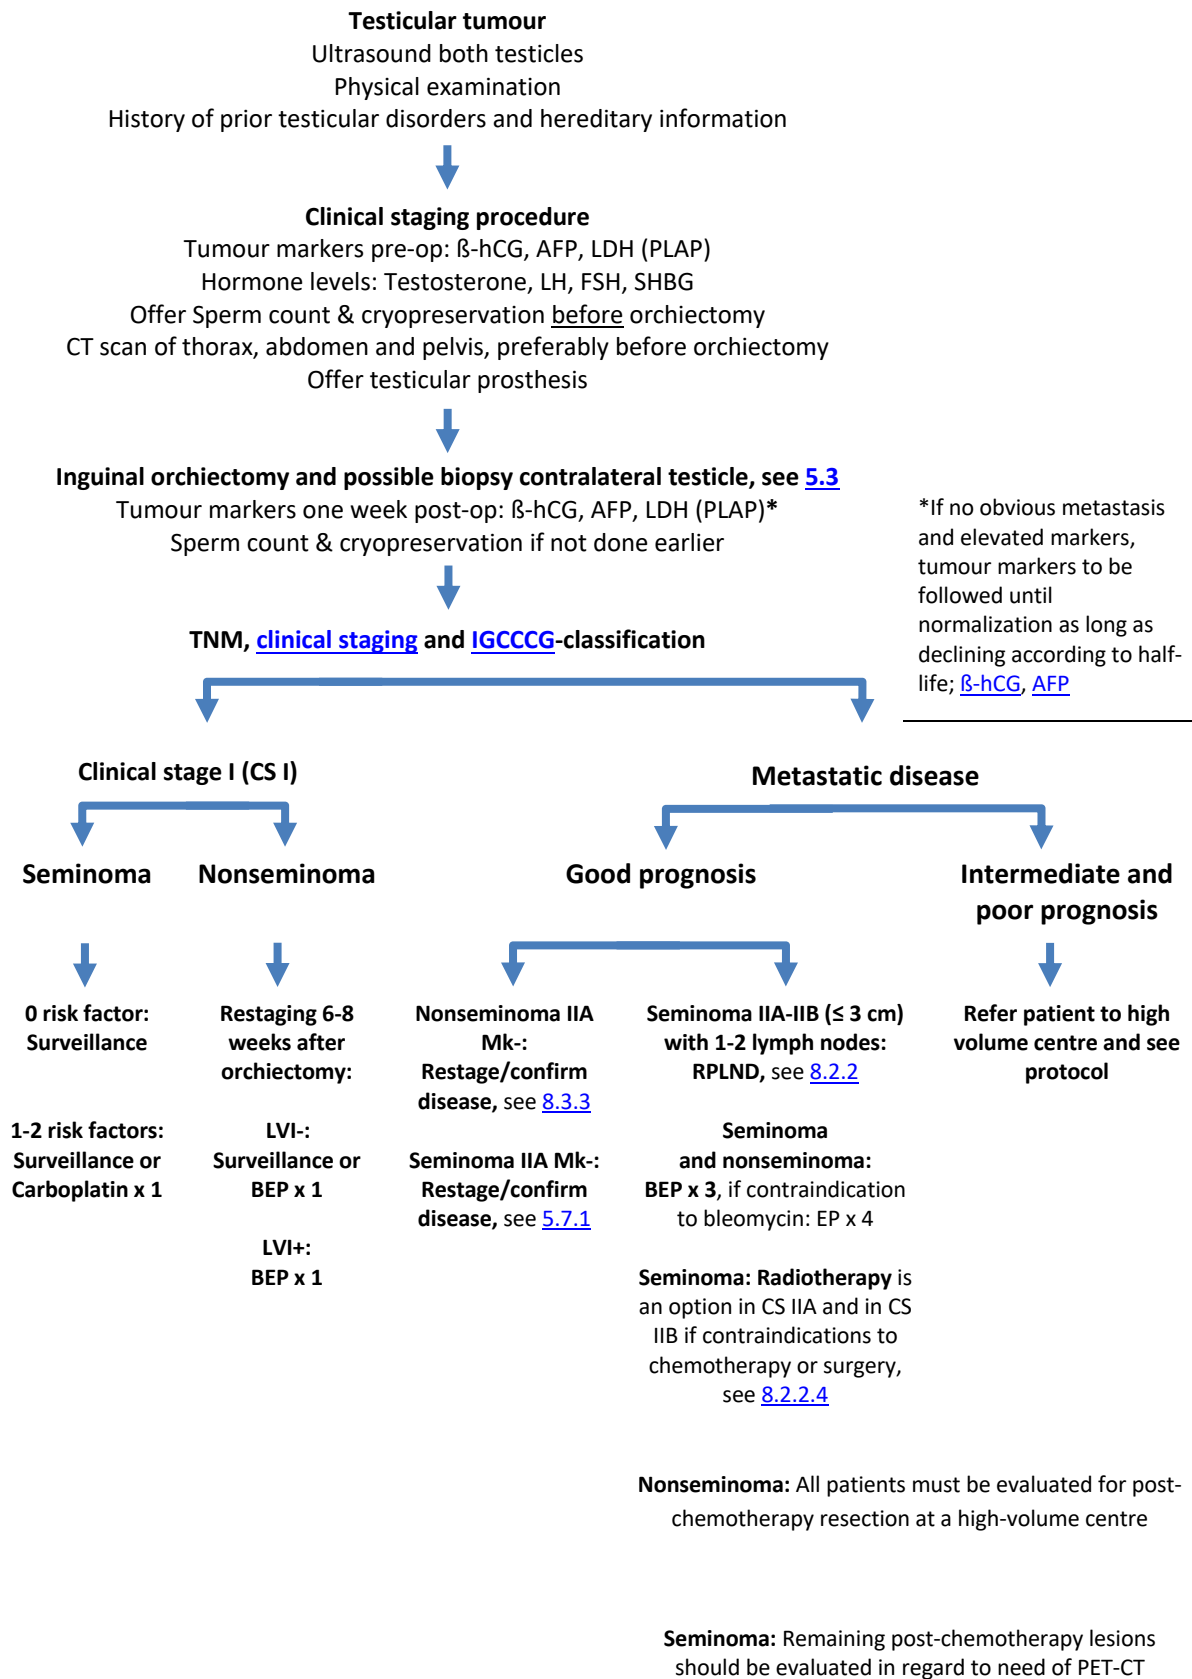 Testicular tumour
Ultrasound both testicles
Physical examination
History of prior testicular disorders and hereditary information
Clinical staging procedure
Tumour markers pre-op: ß-hCG, AFP, LDH (PLAP)
Hormone levels: Testosterone, LH, FSH, SHBG
Offer Sperm count & cryopreservation before orchiectomy
CT scan of thorax, abdomen and pelvis, preferably before orchiectomy
Offer testicular prosthesis
Inguinal orchiectomy and possible biopsy contralateral testicle, see 5.3
Tumour markers one week post-op: ß-hCG, AFP, LDH (PLAP)*
Sperm count & cryopreservation if not done earlier
*If no obvious metastasis
and elevated markers,
tumour markers to be
followed until
normalization as long as
declining according to half-
life; ß-hCG, AFP
TNM, clinical staging and IGCCCG-classification
Clinical stage I (CS I)
Metastatic disease
Seminoma
Nonseminoma
Good prognosis
Intermediate and
poor prognosis
0 risk factor:
Surveillance
1-2 risk factors:
Surveillance or
Carboplatin x 1
Restaging 6-8
weeks after
orchiectomy:
LVI-:
Surveillance or
BEP x 1
LVI+:
BEP x 1
Nonseminoma IIA
Mk-:
Restage/confirm
disease, see 8.3.3
Seminoma IIA Mk-:
Restage/confirm
disease, see 5.7.1
Seminoma IIA-IIB (≤ 3 cm)
with 1-2 lymph nodes:
RPLND, see 8.2.2
Seminoma
and nonseminoma:
BEP x 3, if contraindication
to bleomycin: EP x 4
Seminoma: Radiotherapy is
an option in CS IIA and in CS
IIB if contraindications to
chemotherapy or surgery,
see 8.2.2.4
Refer patient to high
volume centre and see
protocol
Nonseminoma: All patients must be evaluated for post-
chemotherapy resection at a high-volume centre
Seminoma: Remaining post-chemotherapy lesions
should be evaluated in regard to need of PET-CT